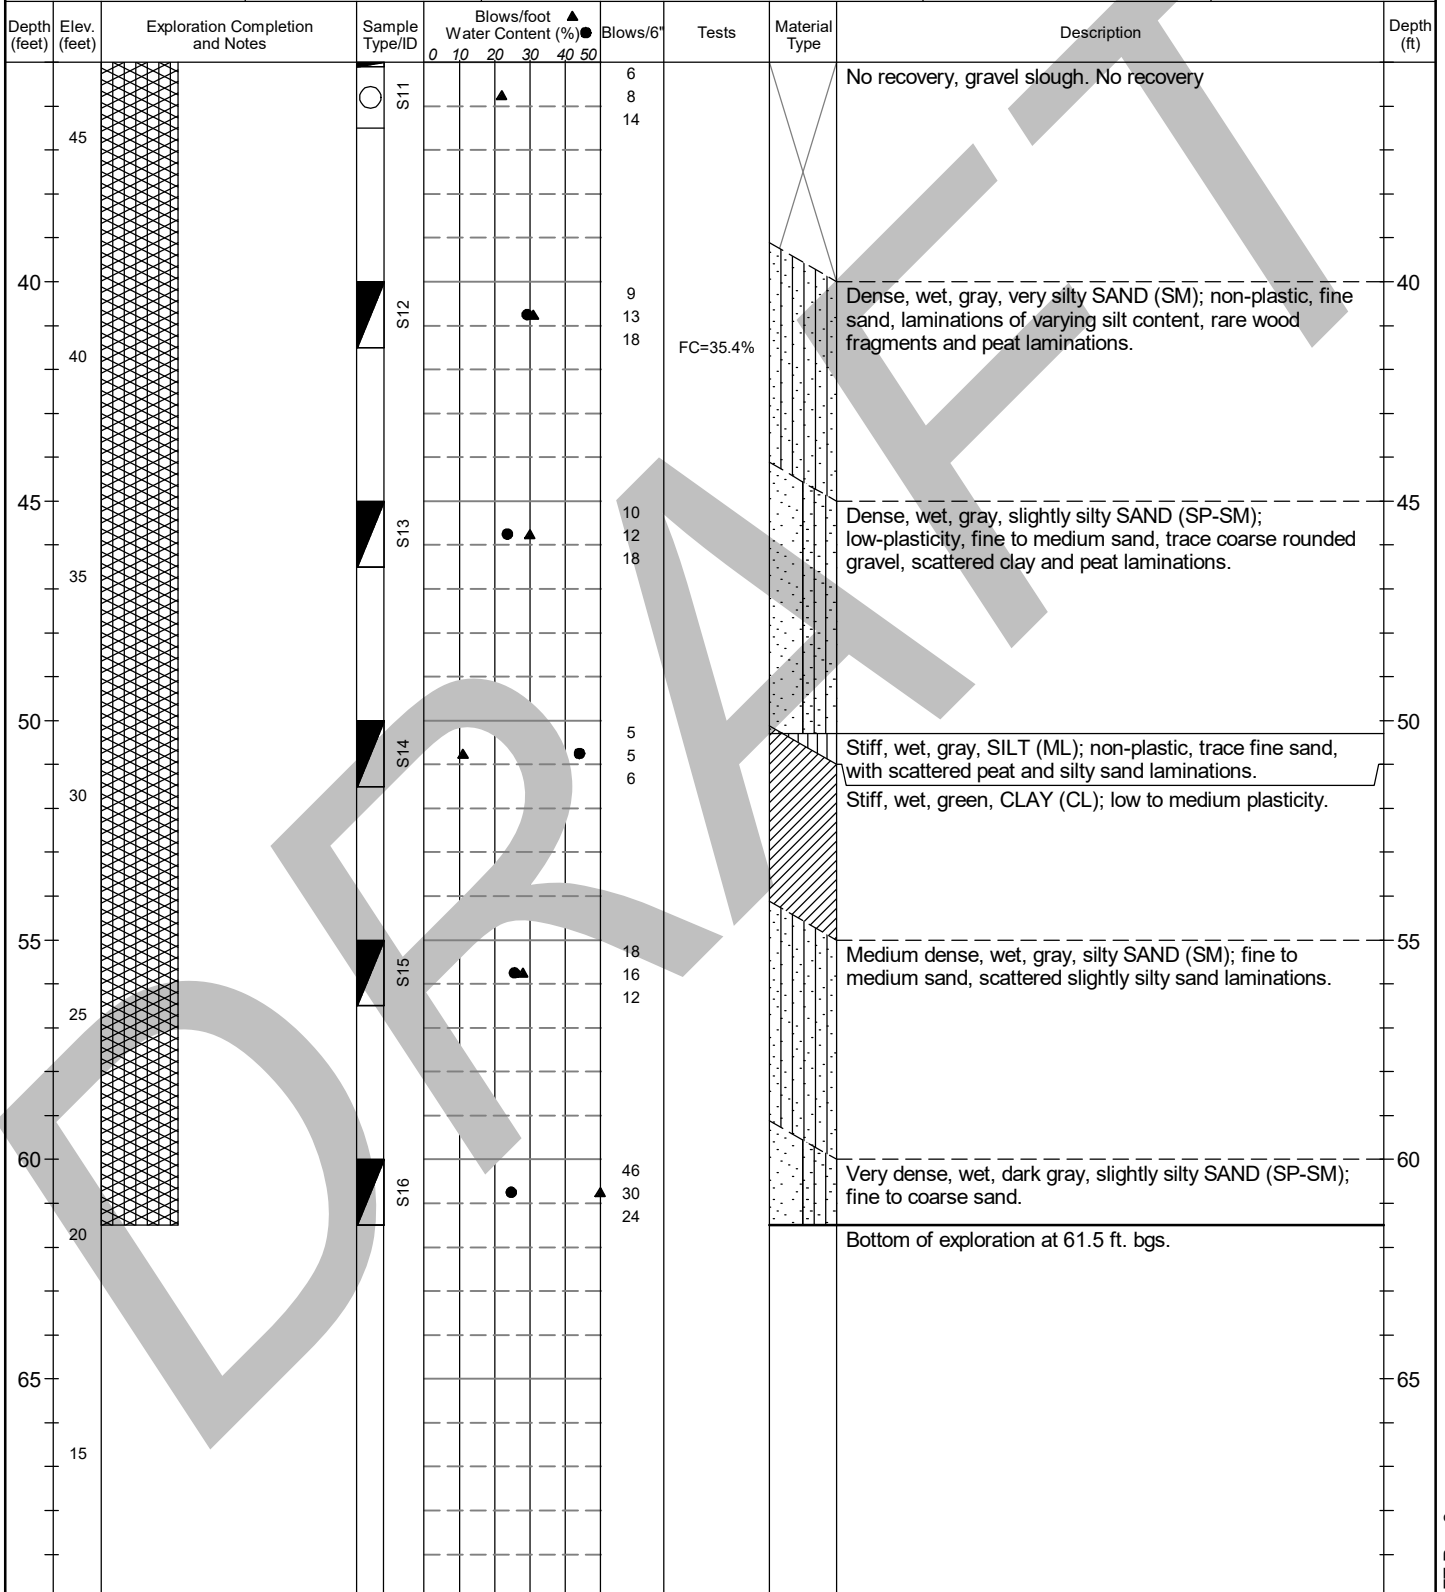 Depth (feet)
Elev. (feet)
Exploration Completion and Notes
Sample Type/ID
Blows/foot ▲
Water Content (%)●
0 10 20 30 40 50
Blows/6"
Tests
Material Type
Description
Depth (ft)
S11
6
8
14
No recovery, gravel slough. No recovery
45
40
S12
9
13
18
FC=35.4%
40
Dense, wet, gray, very silty SAND (SM); non-plastic, fine
sand, laminations of varying silt content, rare wood
fragments and peat laminations.
40
45
S13
10
12
18
45
Dense, wet, gray, slightly silty SAND (SP-SM);
low-plasticity, fine to medium sand, trace coarse rounded
gravel, scattered clay and peat laminations.
35
50
S14
5
5
6
50
Stiff, wet, gray, SILT (ML); non-plastic, trace fine sand,
with scattered peat and silty sand laminations.
30
Stiff, wet, green, CLAY (CL); low to medium plasticity.
55
S15
18
16
12
55
Medium dense, wet, gray, silty SAND (SM); fine to
medium sand, scattered slightly silty sand laminations.
25
60
S16
46
30
24
60
Very dense, wet, dark gray, slightly silty SAND (SP-SM);
fine to coarse sand.
20
Bottom of exploration at 61.5 ft. bgs.
65
65
15
DRAFT